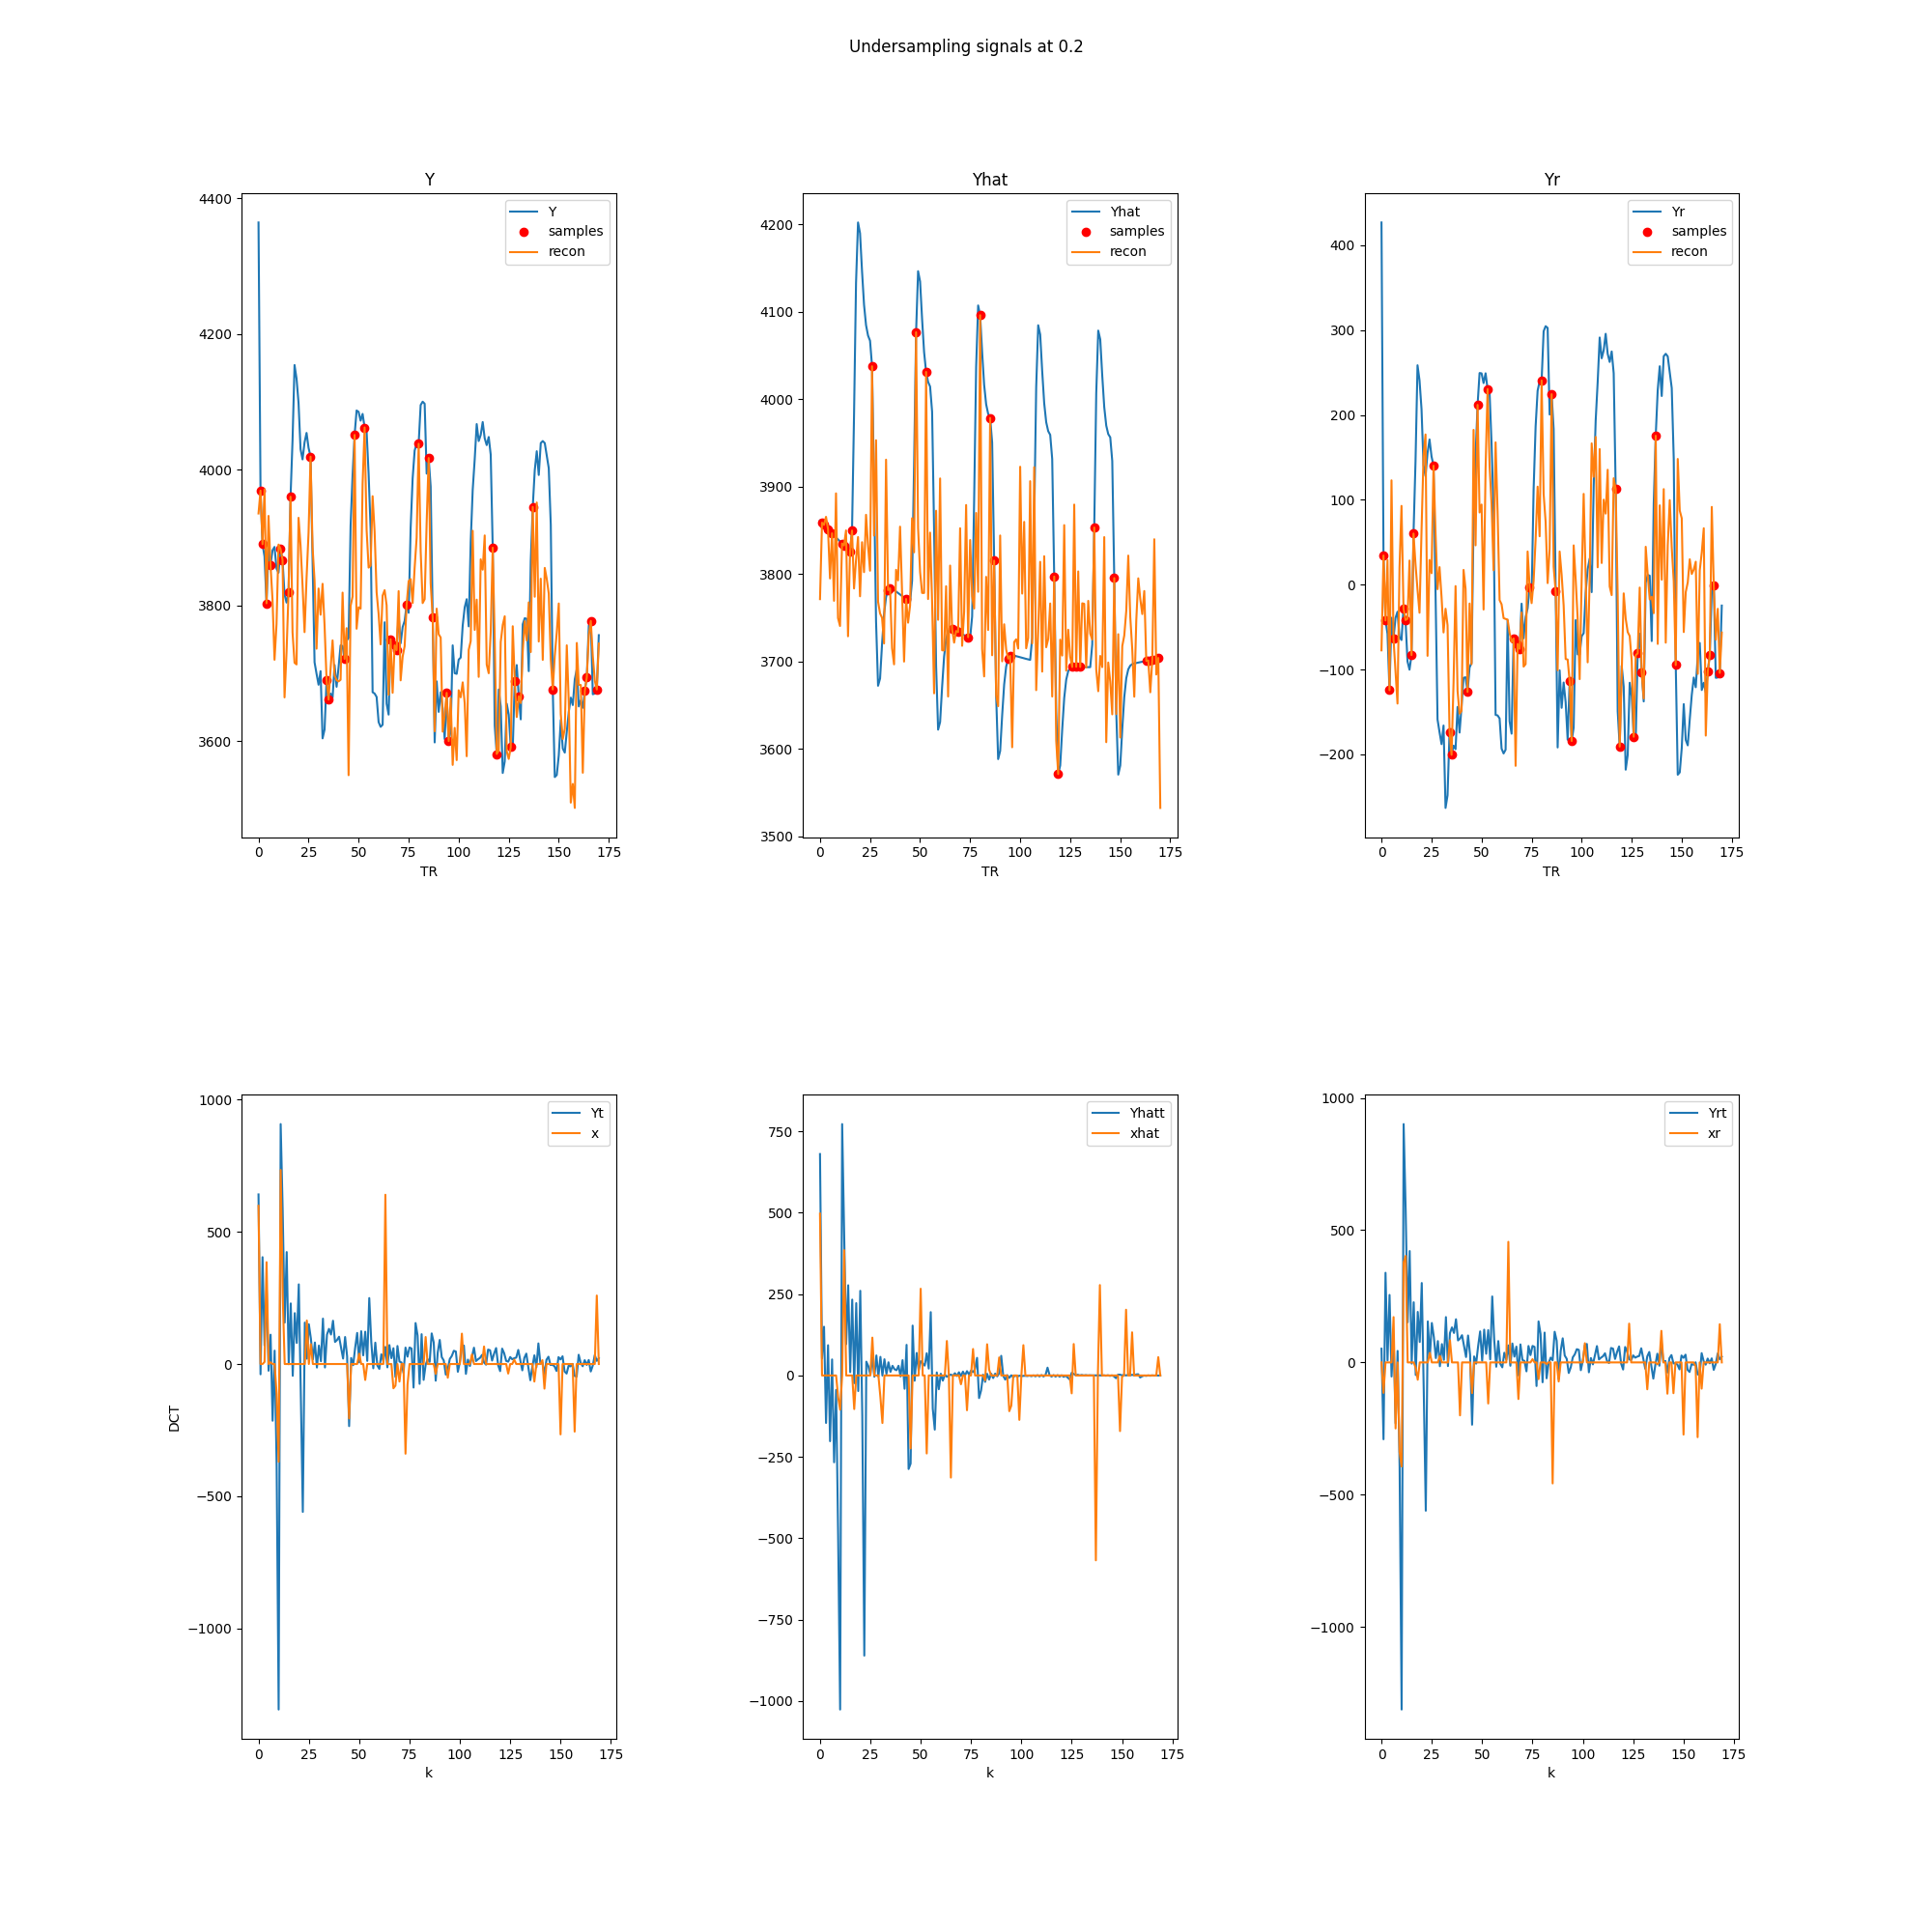 Undersampling signals at 0.2
Y
4400
4200
4000
3800
3600
0 25 50 75 100 125 150 175
TR
Y
samples
recon
Yhat
4200
4100
4000
3900
3800
3700
3600
3500
0 25 50 75 100 125 150 175
TR
Yhat
samples
recon
Yr
400
300
200
100
0
−100
−200
0 25 50 75 100 125 150 175
TR
Yr
samples
recon
1000
500
0
−500
−1000
DCT
0 25 50 75 100 125 150 175
k
Yt
x
750
500
250
0
−250
−500
−750
−1000
0 25 50 75 100 125 150 175
k
Yhatt
xhat
1000
500
0
−500
−1000
0 25 50 75 100 125 150 175
k
Yrt
xr